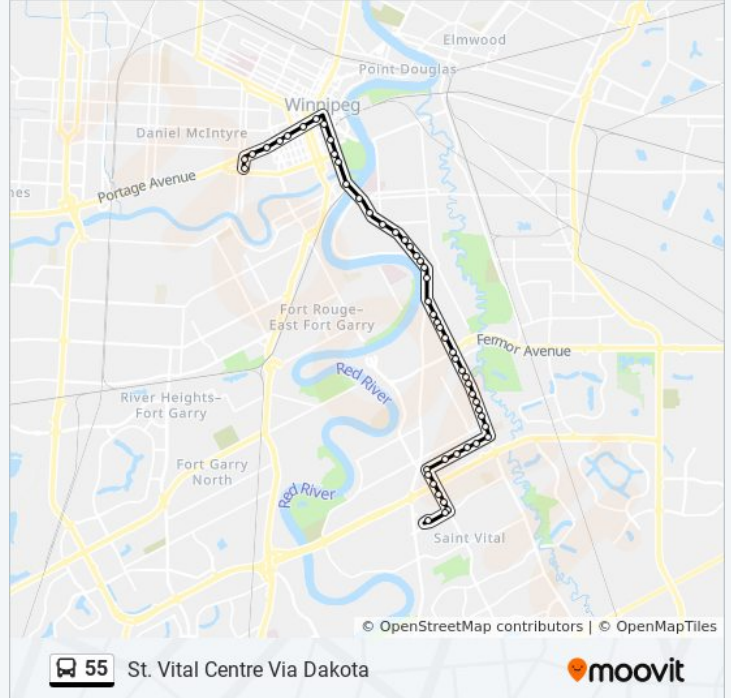 Elmwood
Point Douglas
Winnipeg
Daniel McIntyre
Portage Avenue
nes
Fort Rouge–
East Fort Garry
Fermor Avenue
Red River
River Heights–
Fort Garry
Fort Garry
North
Red River
Saint Vital
© OpenStreetMap contributors | © OpenMapTiles
55 St. Vital Centre Via Dakota
moovit